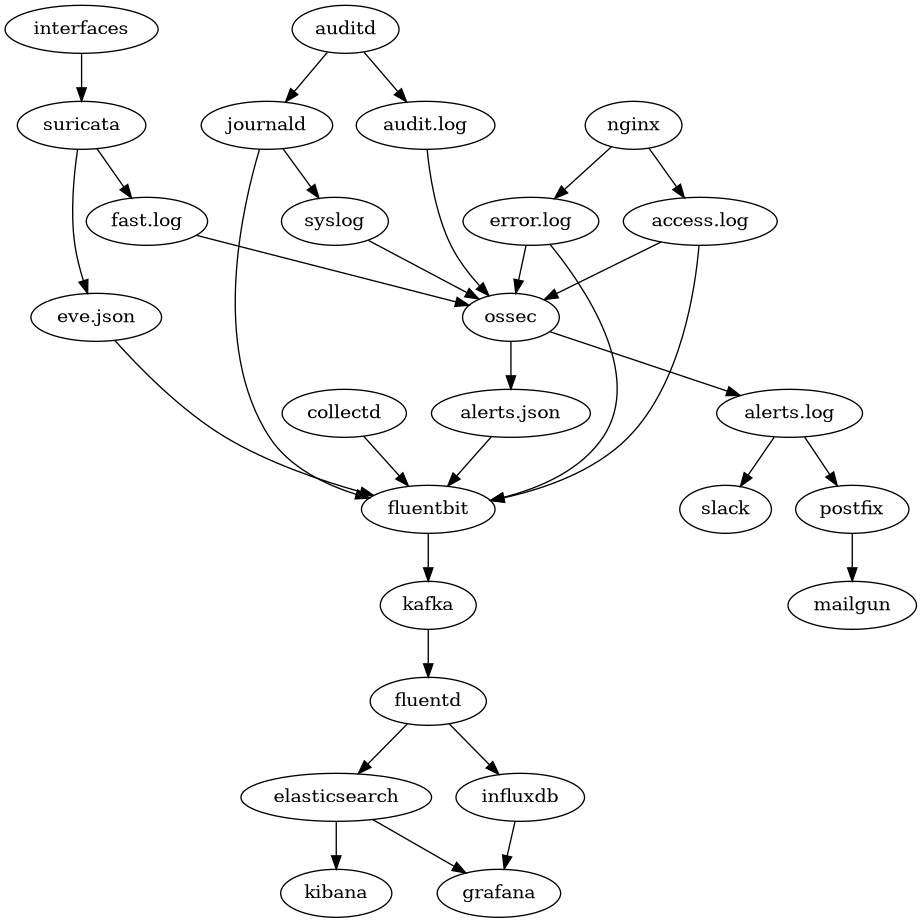 interfaces
auditd
suricata
journald
audit.log
nginx
fast.log
syslog
error.log
access.log
eve.json
ossec
collectd
alerts.json
alerts.log
fluentbit
slack
postfix
kafka
mailgun
fluentd
elasticsearch
influxdb
kibana
grafana